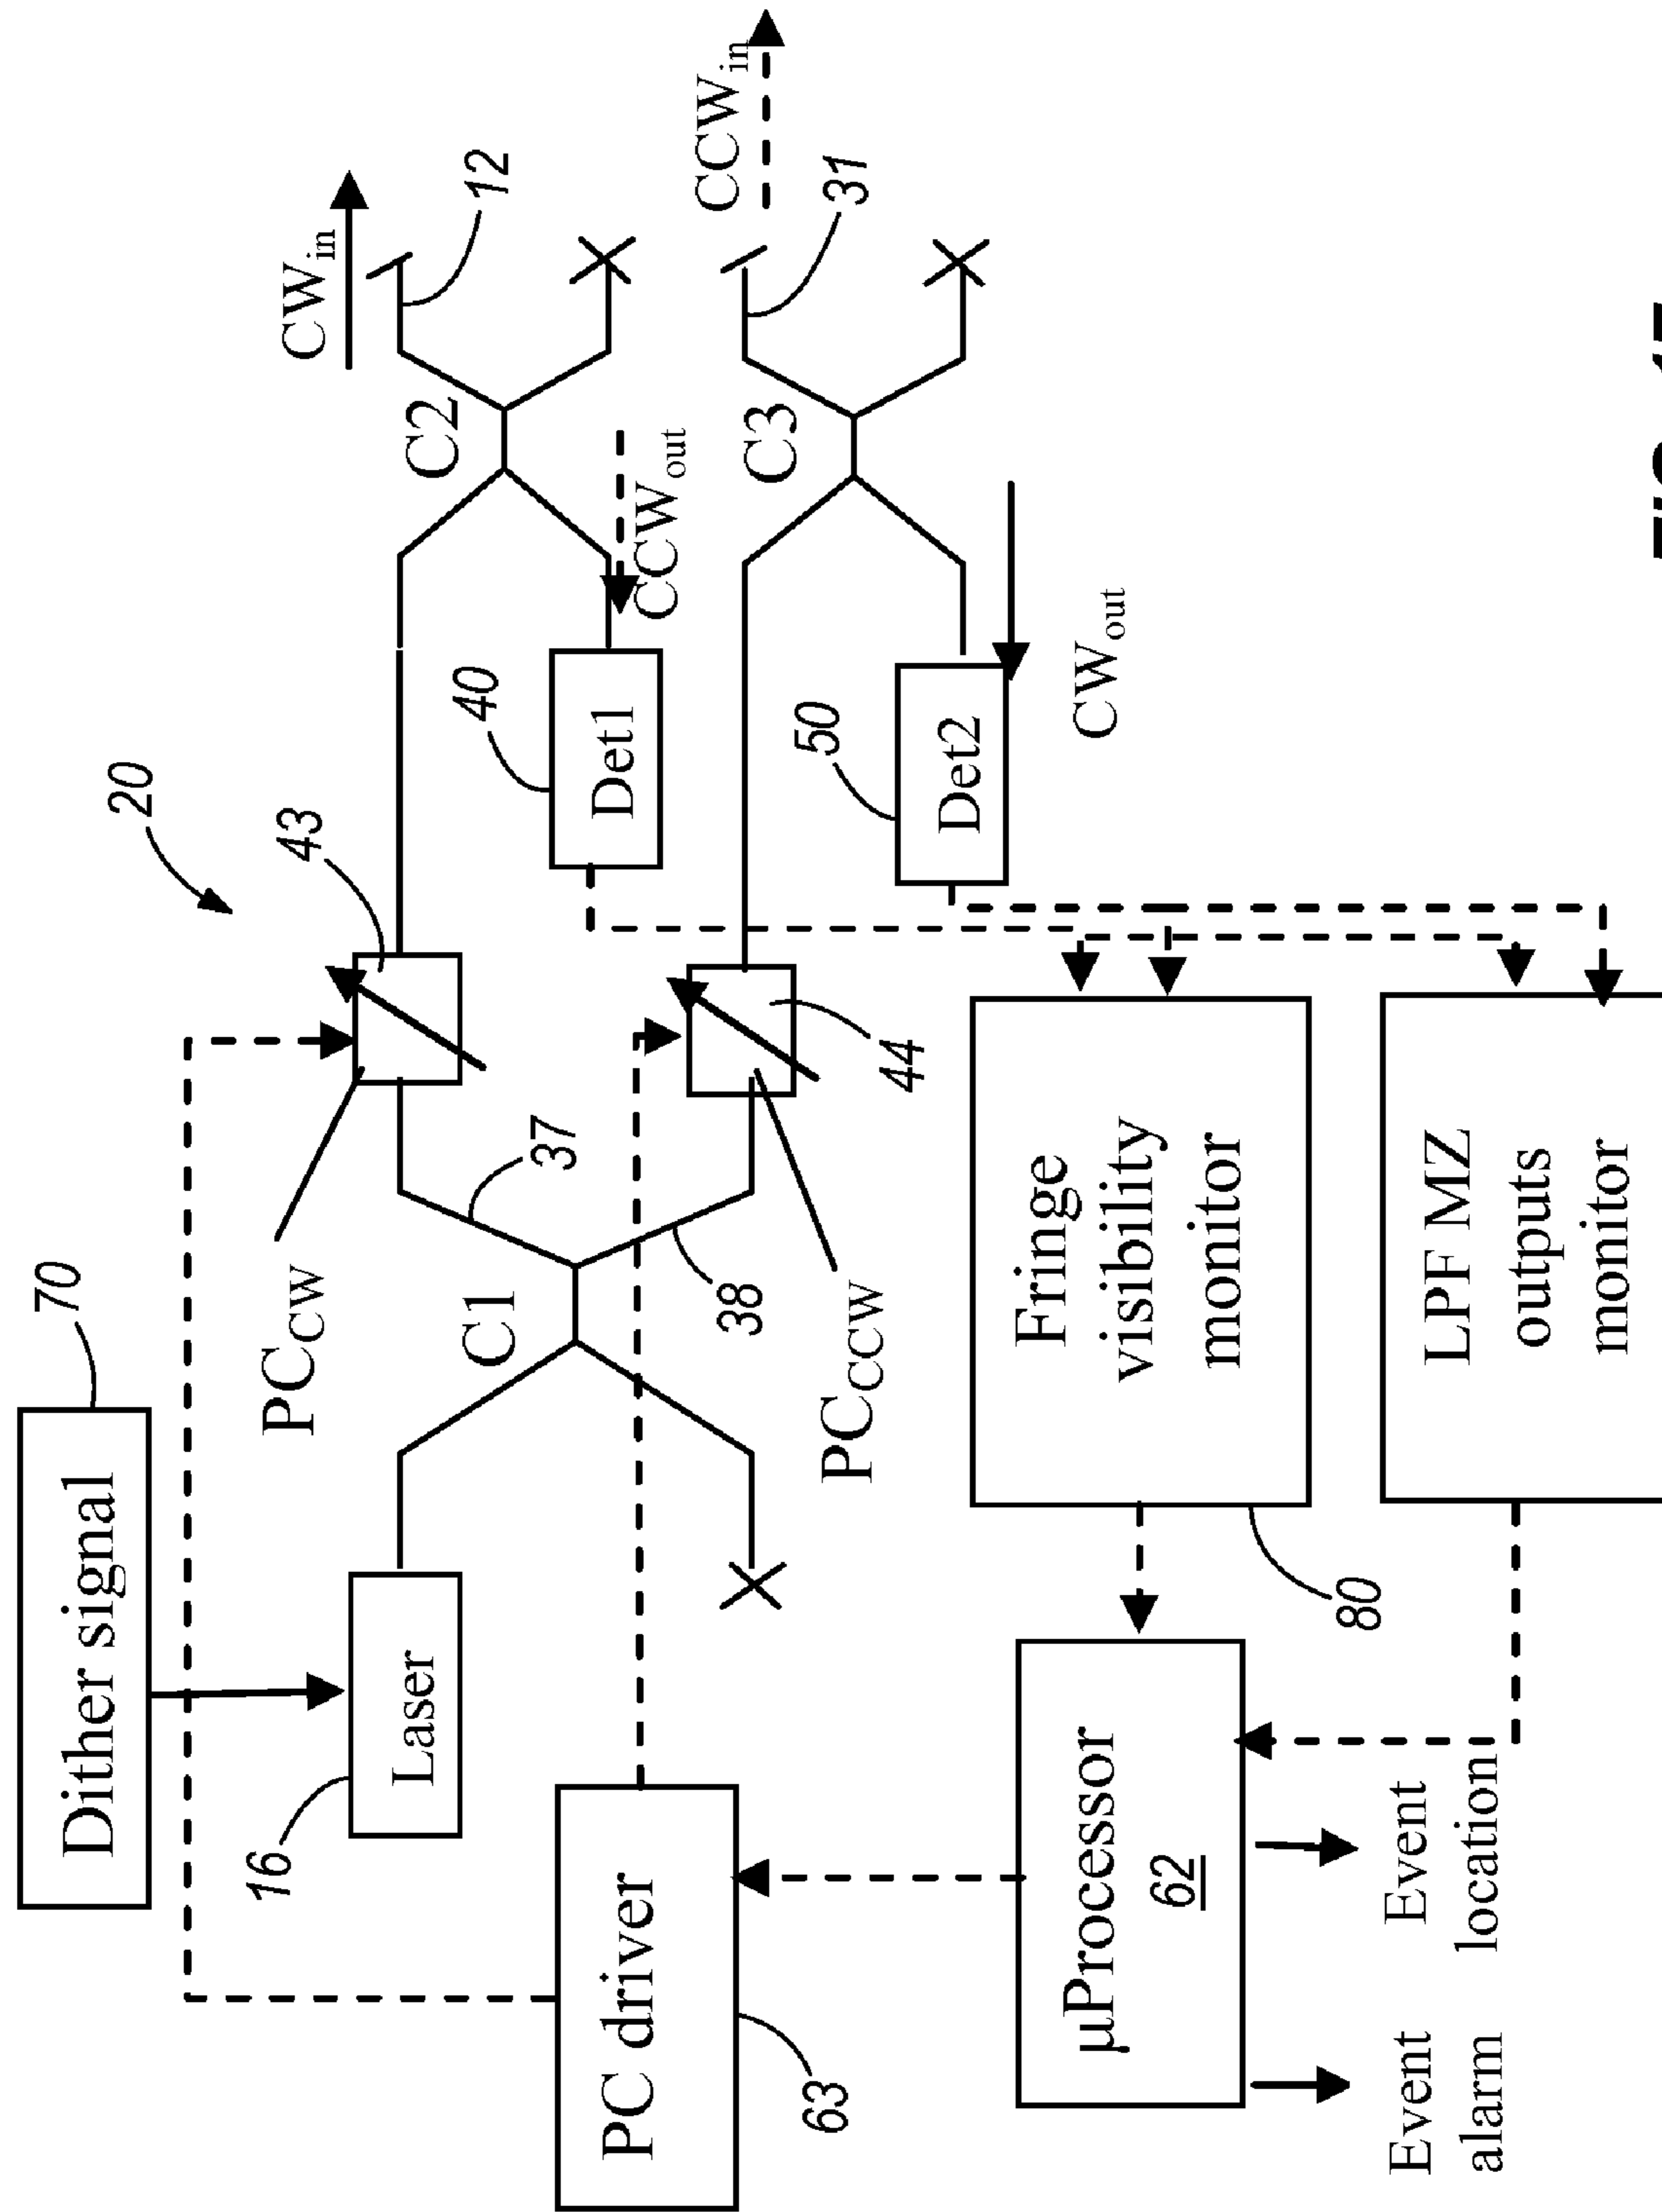 Dither signal
70
20
CW_in
12
PC_CW
43
16
Laser
C1
37
C2
40
Det1
CCW_out
CCW_in
31
C3
38
PC_CCW
44
50
Det2
CW_out
PC driver
63
Fringe
visibility
monitor
80
μProcessor
62
LPF MZ
outputs
monitor
Event
alarm
Event
location